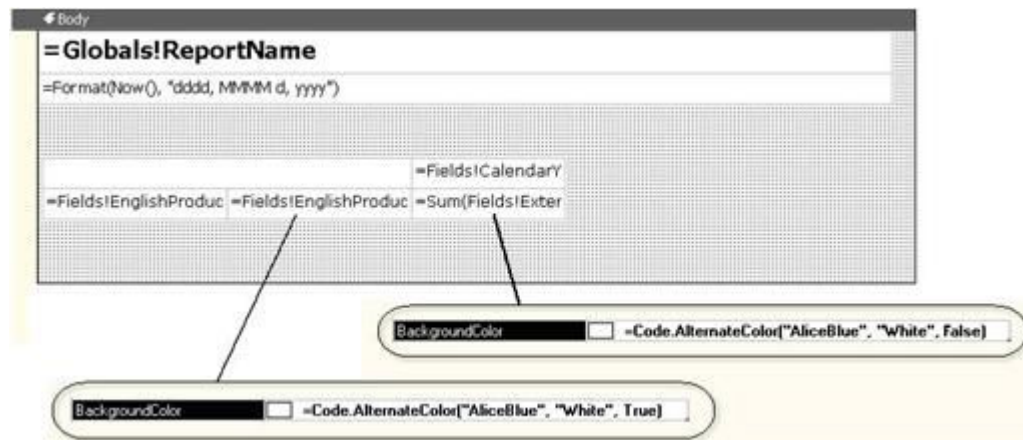 Body
=Globals!ReportName
=Format(Now(), "dddd, MMMM d, yyyy")
=Fields!CalendarY
=Fields!EnglishProduc =Fields!EnglishProduc =Sum(Fields!Exter
BackgroundColor =Code.AlternateColor("AliceBlue", "White", False)
BackgroundColor =Code.AlternateColor("AliceBlue", "White", True)